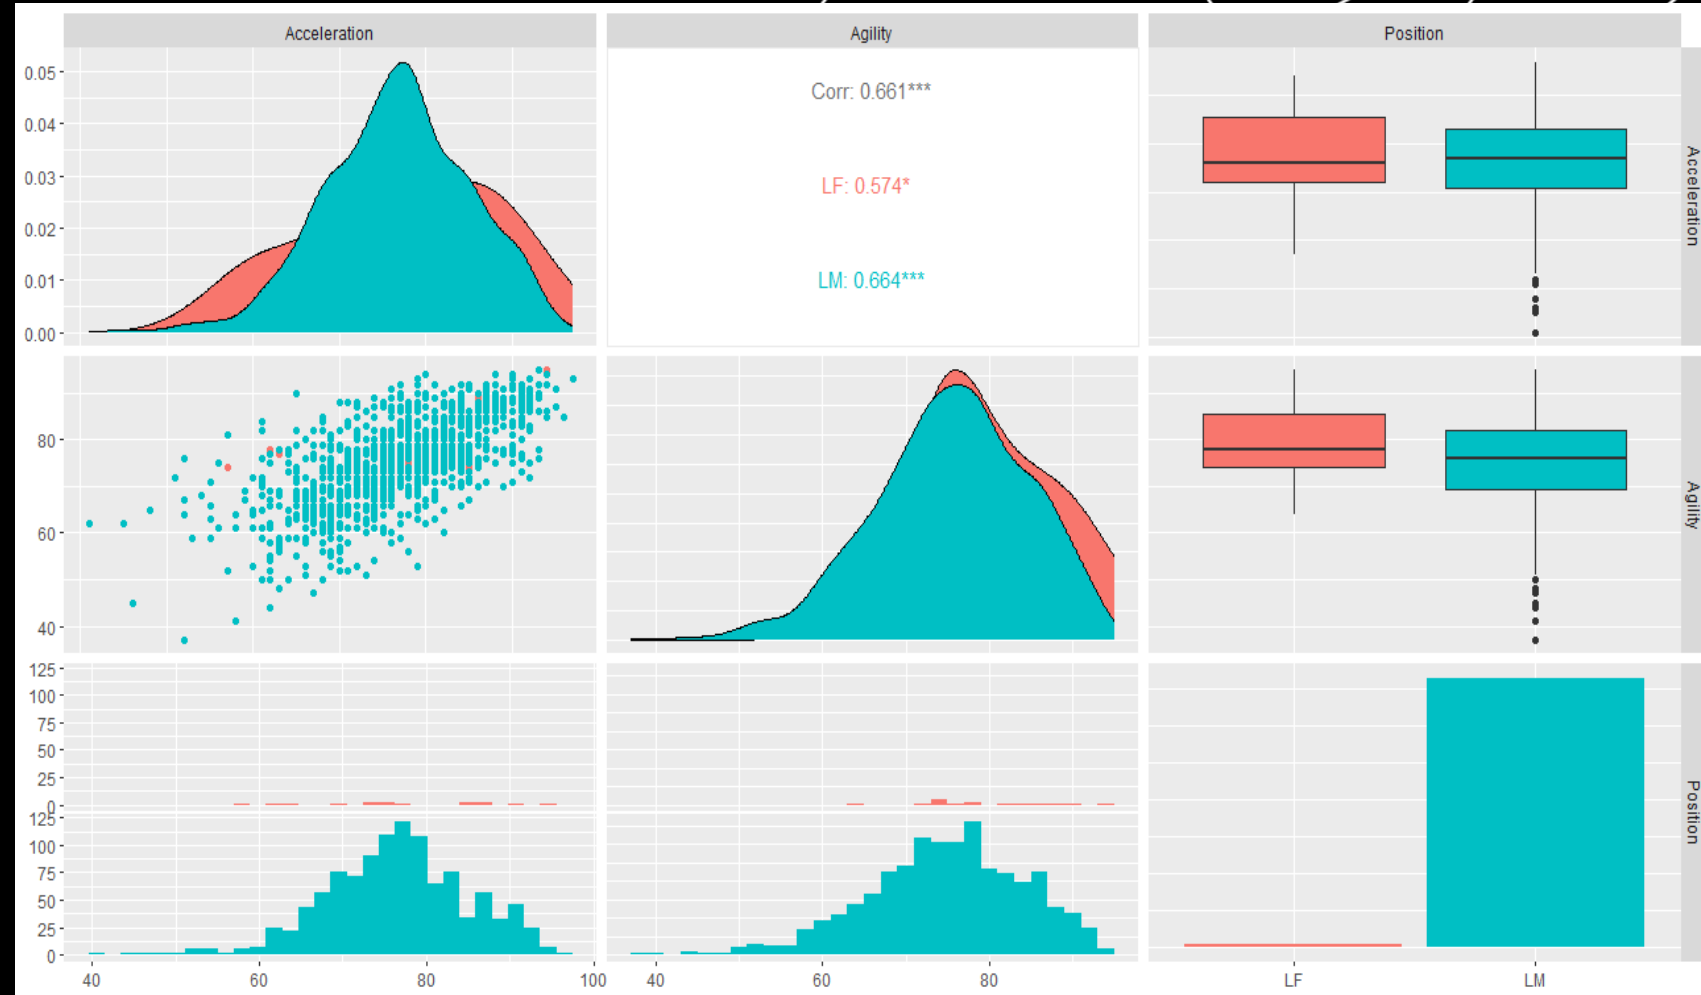 Acceleration Agility Position
0.05
0.04
0.03
0.02
0.01
0.00
Corr: 0.661***
LF: 0.574*
LM: 0.664***
Acceleration
80
60
40
Agility
125
100
75
50
25
0
125
100
75
50
25
0
Position
40 60 80 100 40 60 80 LF LM